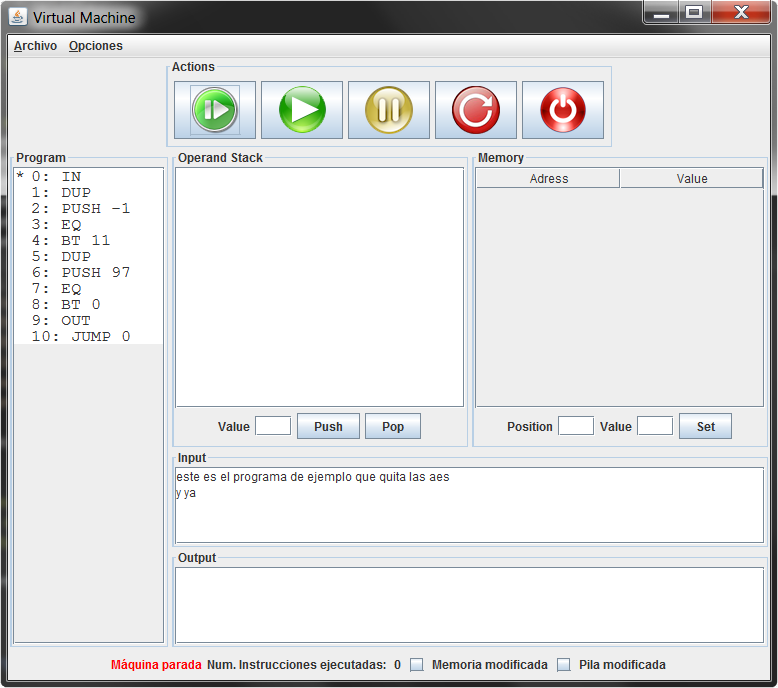 Virtual Machine
Archivo Opciones
Actions
Program
* 0: IN
1: DUP
2: PUSH -1
3: EQ
4: BT 11
5: DUP
6: PUSH 97
7: EQ
8: BT 0
9: OUT
10: JUMP 0
Operand Stack
Value Push Pop
Memory
Adress Value
Position Value Set
Input
este es el programa de ejemplo que quita las aes
y ya
Output
Máquina parada Num. Instrucciones ejecutadas: 0 Memoria modificada Pila modificada